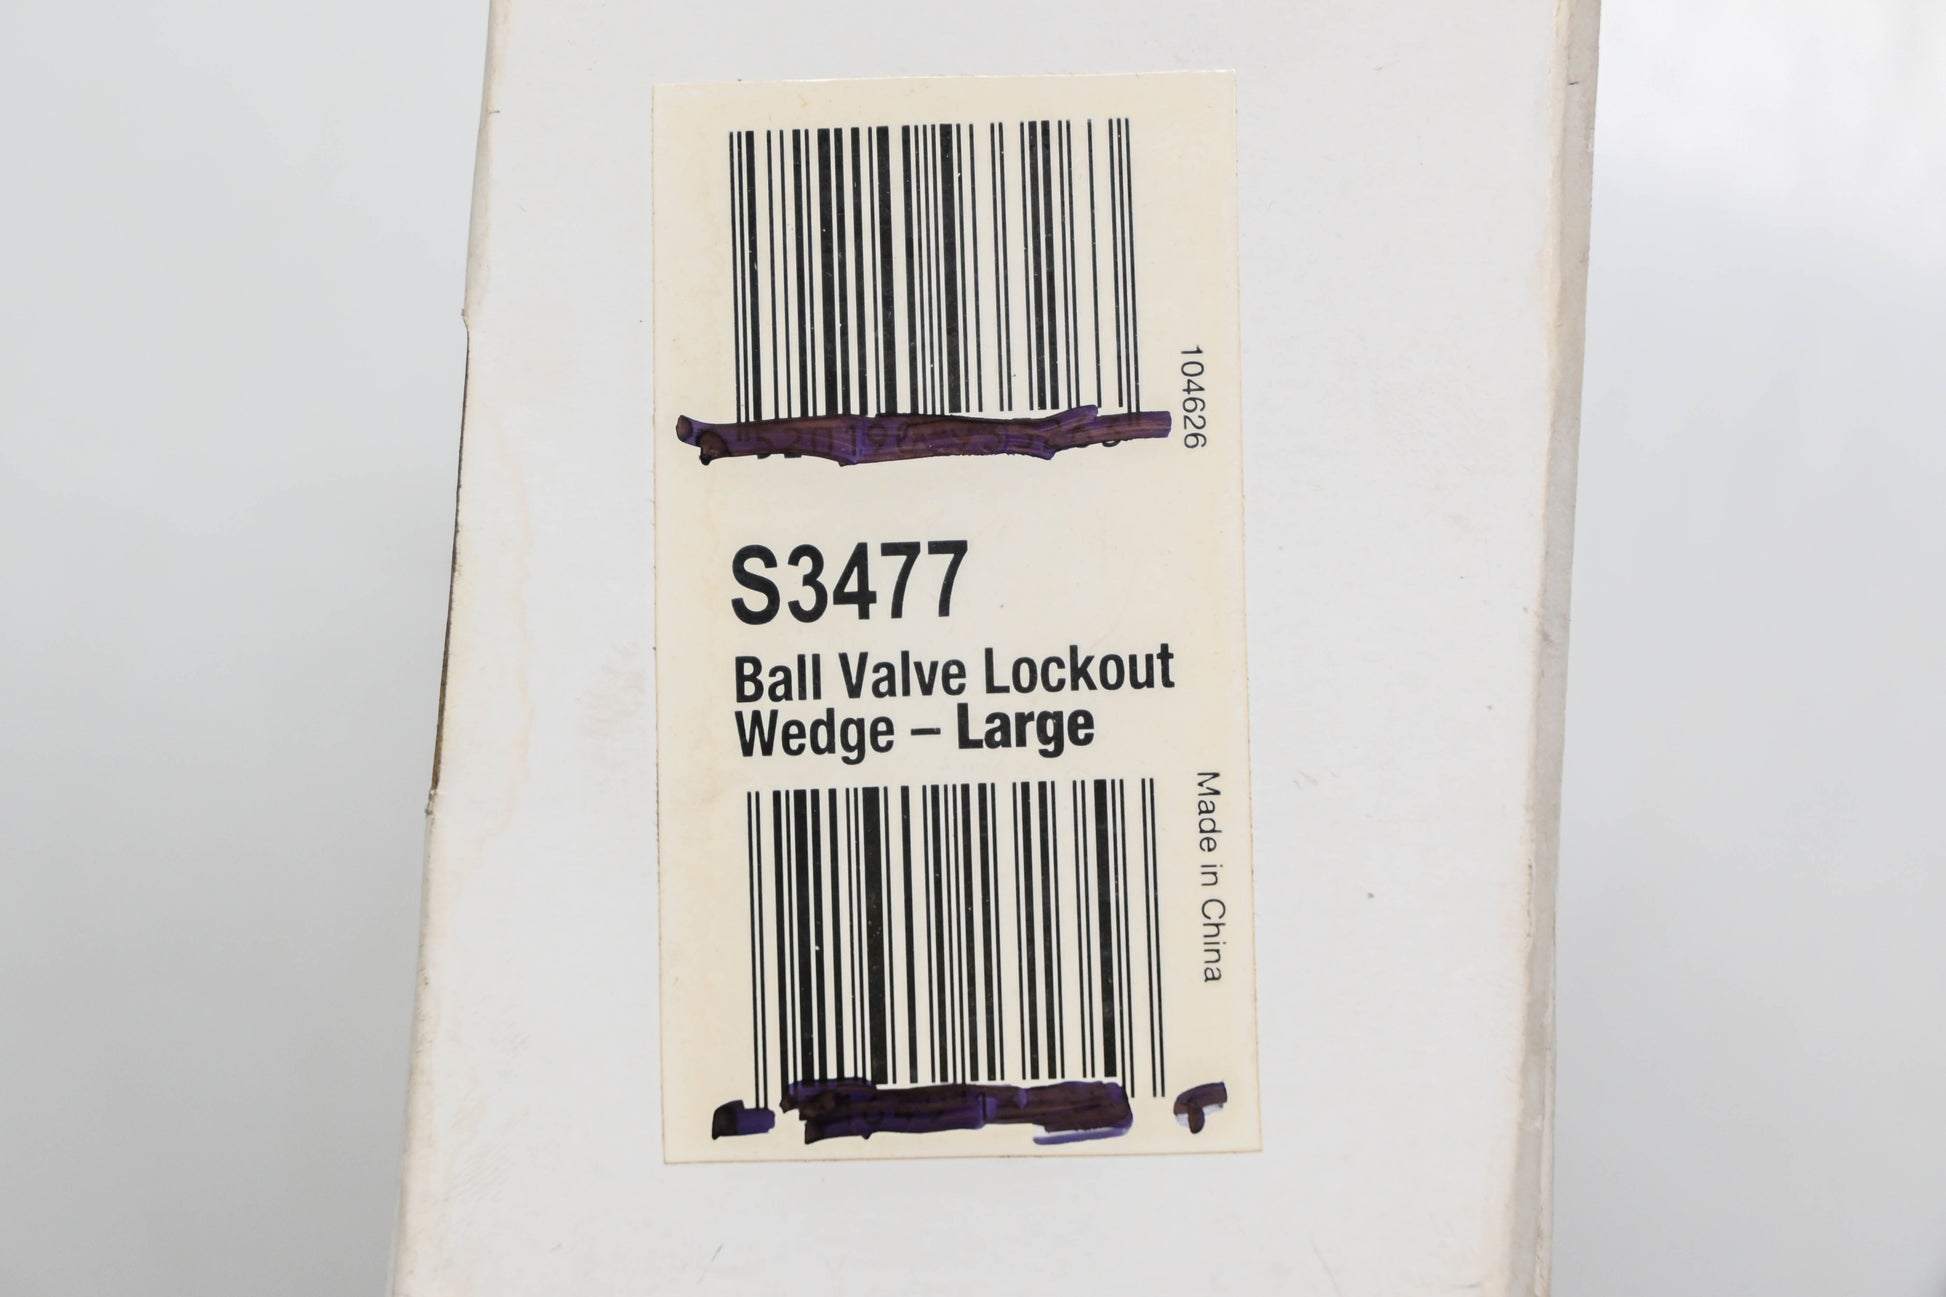 104626
S3477
Ball Valve Lockout
Wedge – Large
Made in China